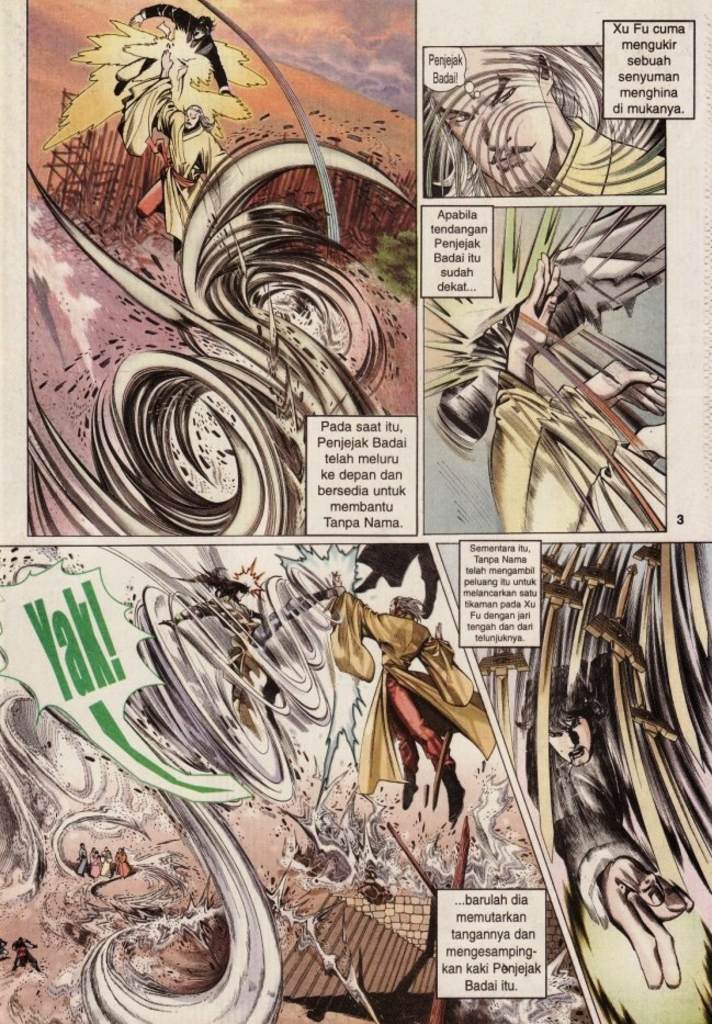 Pada saat itu,
Penjejak Badai
telah meluru
ke depan dan
bersedia untuk
membantu
Tanpa Nama.
Penjejak
Badai!
Xu Fu cuma
mengukir
sebuah
senyuman
menghina
di mukanya.
Apabila
tendangan
Penjejak
Badai itu
sudah
dekat...
3
Yak!
...barulah dia
memutarkan
tangannya dan
mengesamping-
kan kaki Penjejak
Badai itu.
Sementara itu,
Tanpa Nama
telah mengambil
peluang itu untuk
melancarkan satu
tikaman pada Xu
Fu dengan jari
tengah dan dari
telunjuknya.